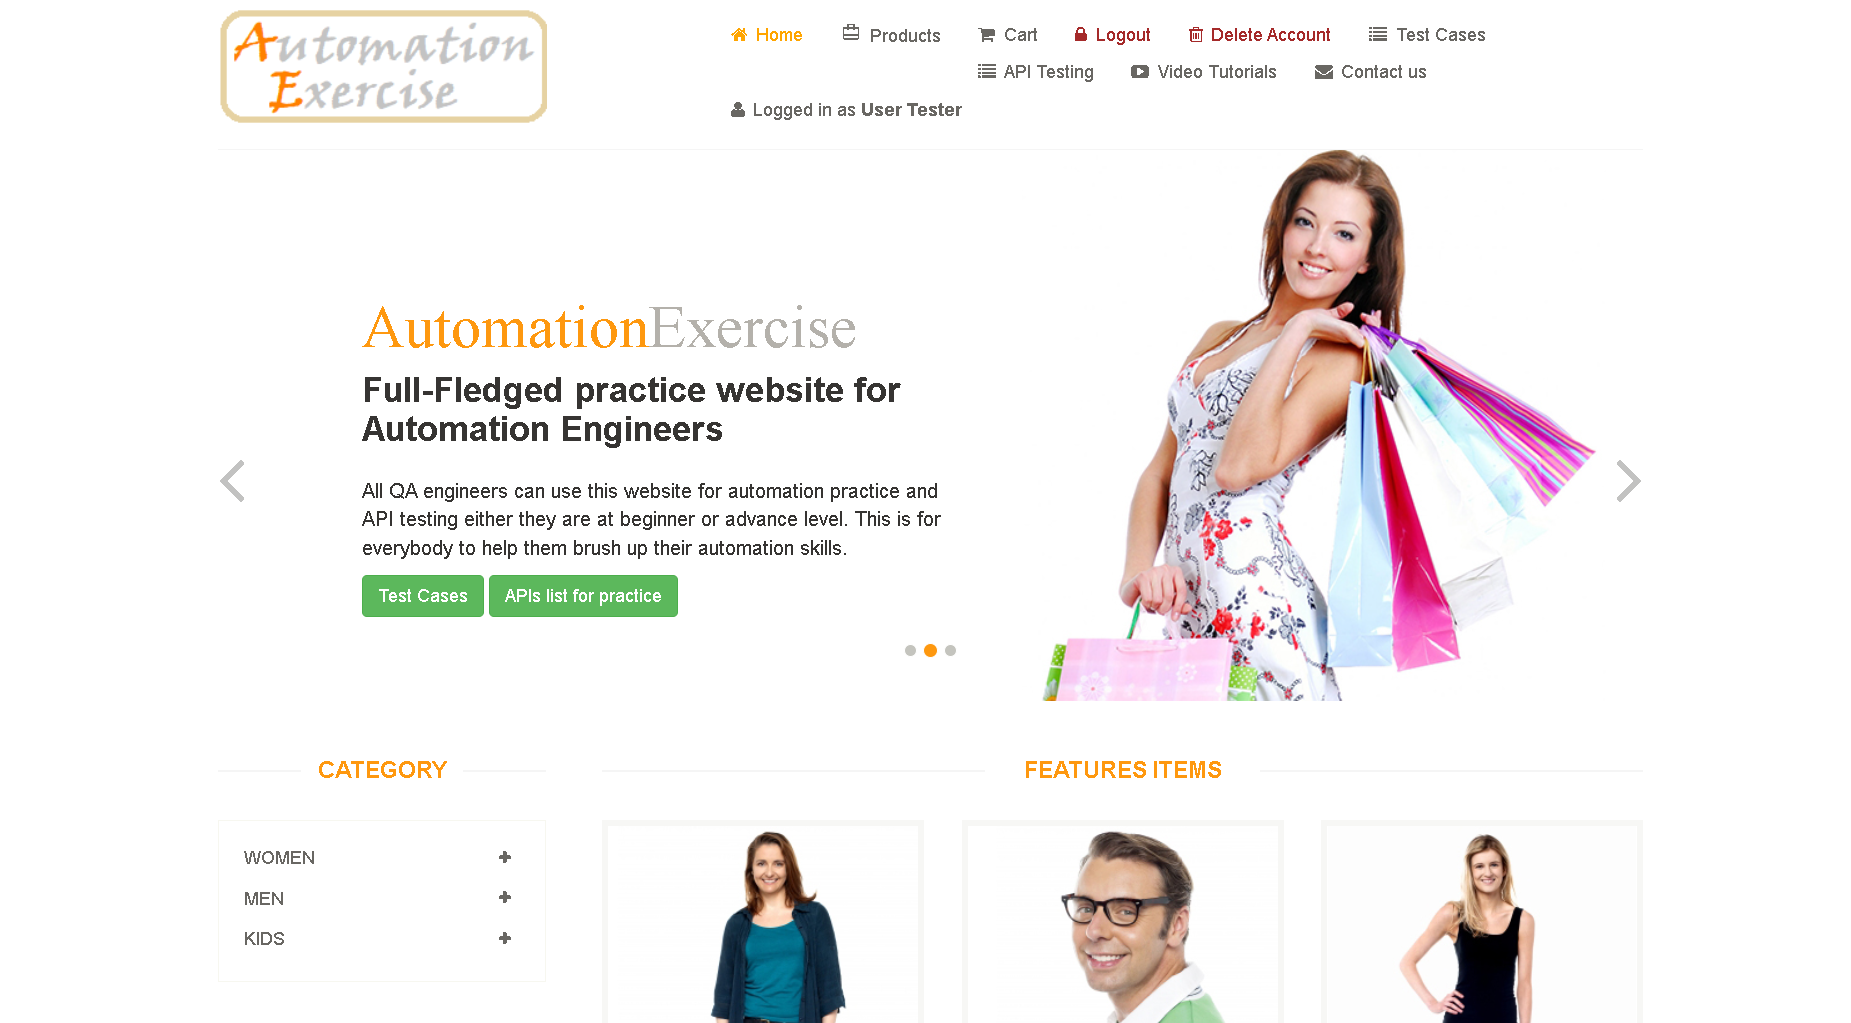 Automation
Exercise
Home Products Cart Logout Delete Account Test Cases
API Testing Video Tutorials Contact us
Logged in as User Tester
AutomationExercise
Full-Fledged practice website for
Automation Engineers
All QA engineers can use this website for automation practice and
API testing either they are at beginner or advance level. This is for
everybody to help them brush up their automation skills.
Test Cases APIs list for practice
CATEGORY
WOMEN
MEN
KIDS
FEATURES ITEMS